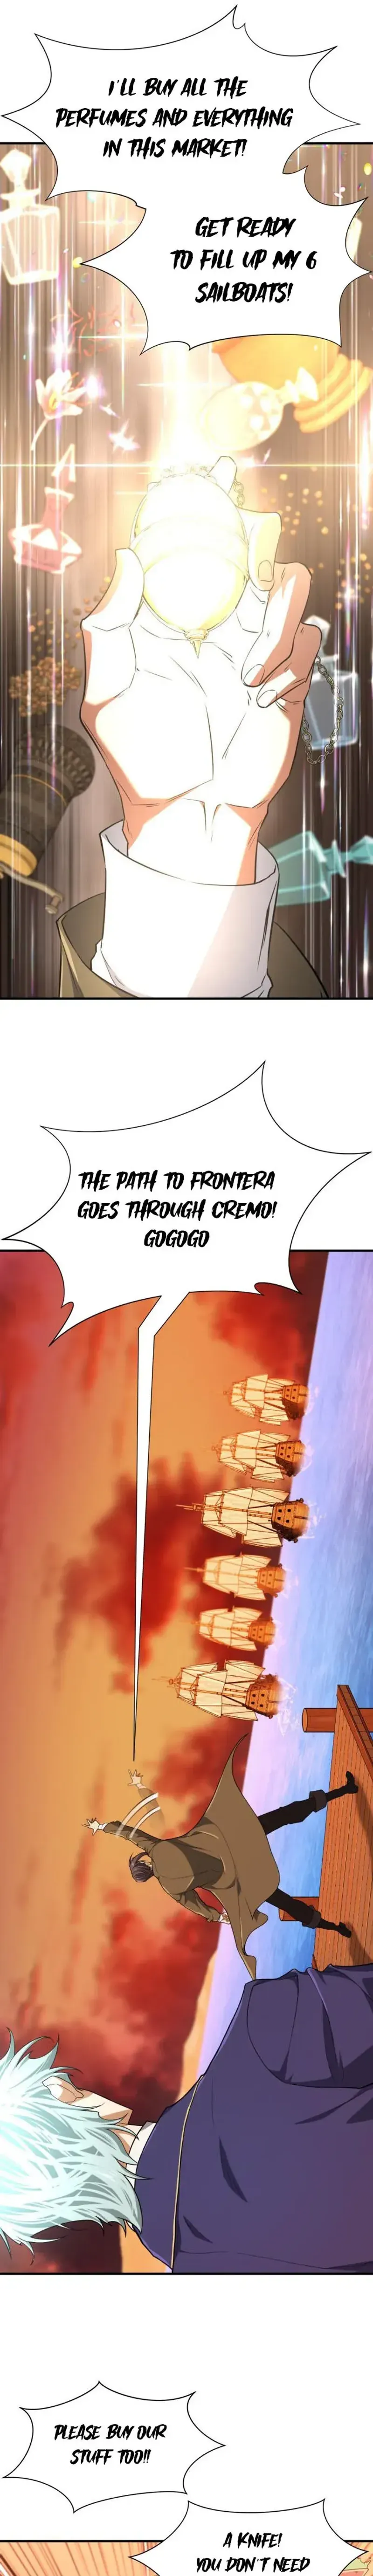 I'LL BUY ALL THE
PERFUMES AND EVERYTHING
IN THIS MARKET!
GET READY
TO FILL UP MY 6
SAILBOATS!
THE PATH TO FRONTERA
GOES THROUGH CREMO!
GOGOGO
PLEASE BUY OUR
STUFF TOO!!
A KNIFE!
YOU DON'T NEED